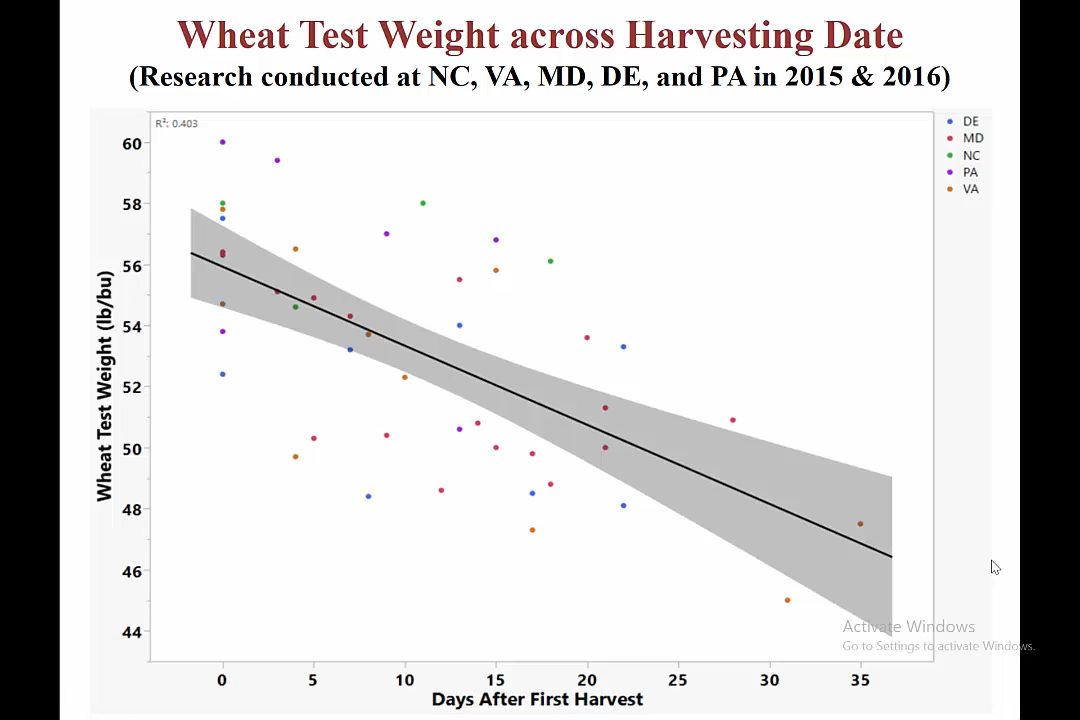 Wheat Test Weight across Harvesting Date
(Research conducted at NC, VA, MD, DE, and PA in 2015 & 2016)
R²: 0.403
DE
MD
NC
PA
VA
Wheat Test Weight (lb/bu)
60
58
56
54
52
50
48
46
44
0 5 10 15 20 25 30 35
Days After First Harvest
Activate Windows
Go to Settings to activate Windows.